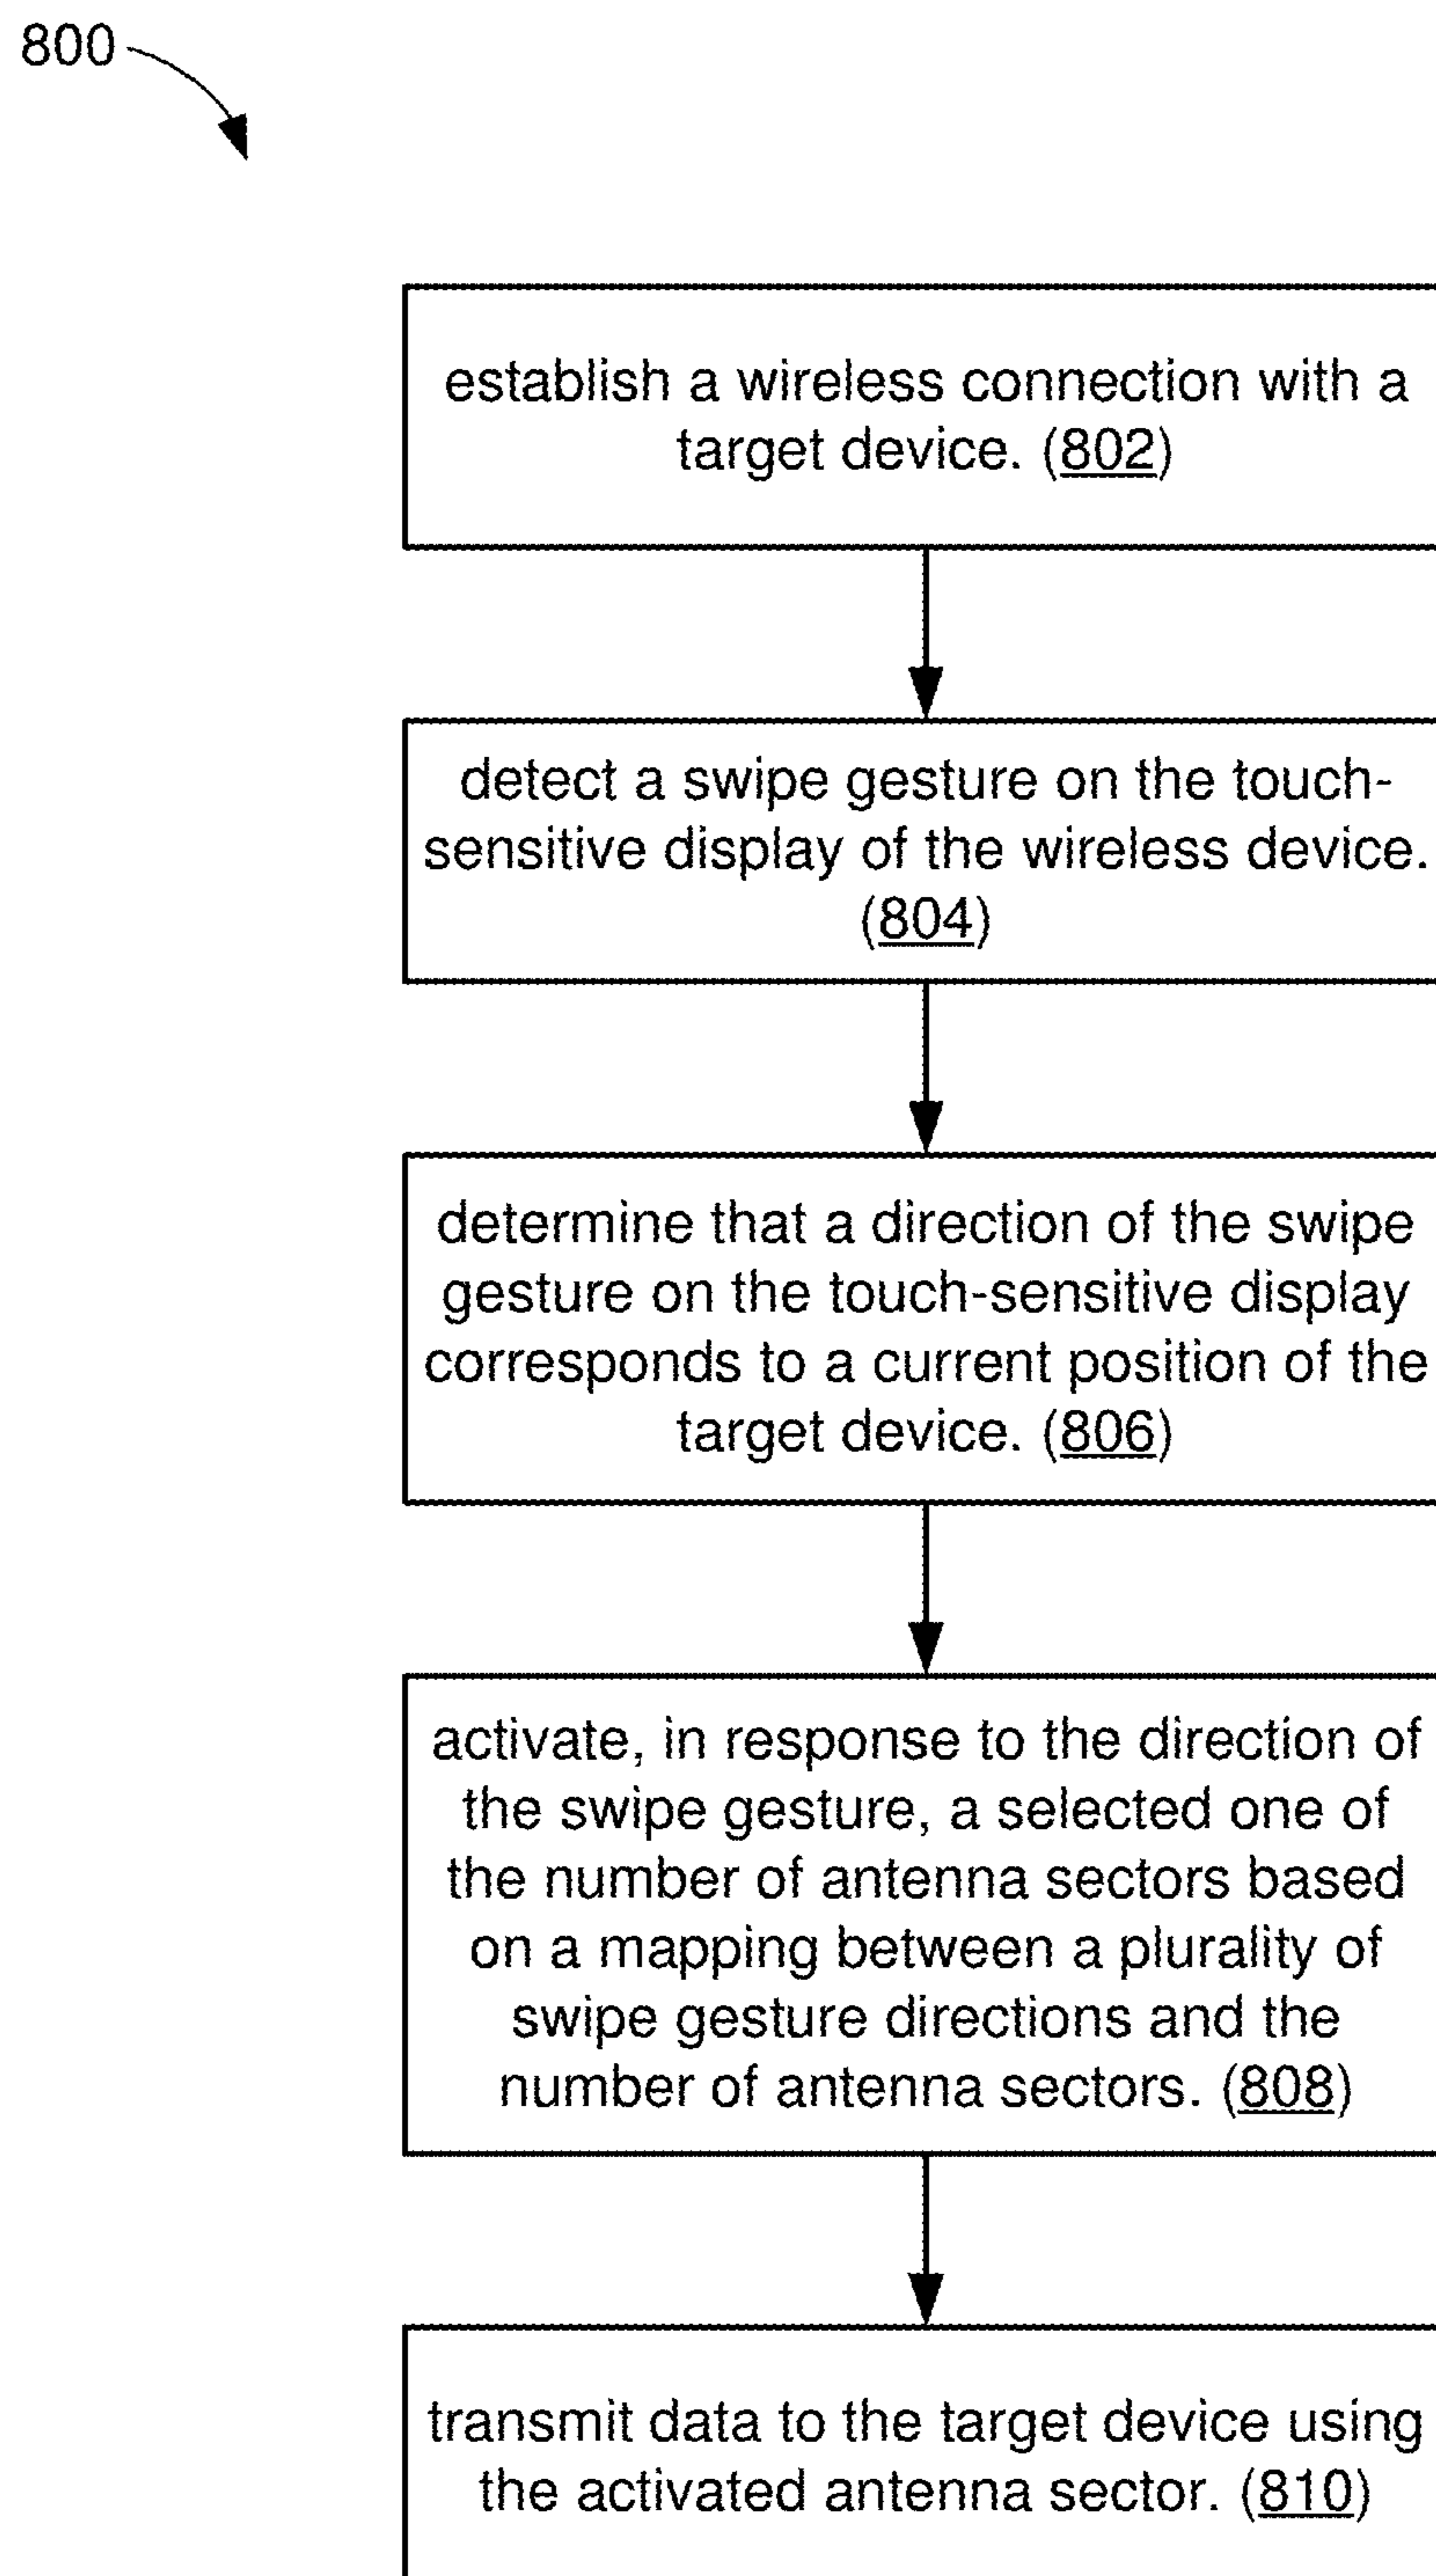 800
establish a wireless connection with a
target device. (802)
detect a swipe gesture on the touch-
sensitive display of the wireless device.
(804)
determine that a direction of the swipe
gesture on the touch-sensitive display
corresponds to a current position of the
target device. (806)
activate, in response to the direction of
the swipe gesture, a selected one of
the number of antenna sectors based
on a mapping between a plurality of
swipe gesture directions and the
number of antenna sectors. (808)
transmit data to the target device using
the activated antenna sector. (810)